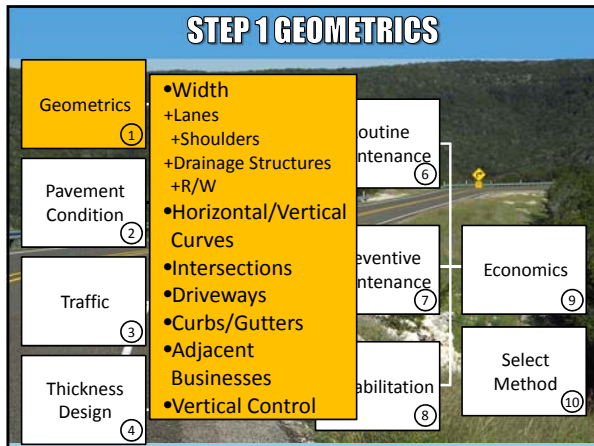 STEP 1 GEOMETRICS
Geometrics
1
Pavement
Condition
2
Traffic
3
Thickness
Design
4
•Width
+Lanes
+Shoulders
+Drainage Structures
+R/W
•Horizontal/Vertical
Curves
•Intersections
•Driveways
•Curbs/Gutters
•Adjacent
Businesses
•Vertical Control
outine
ntenance
6
eventive
ntenance
7
abilitation
8
Economics
9
Select
Method
10